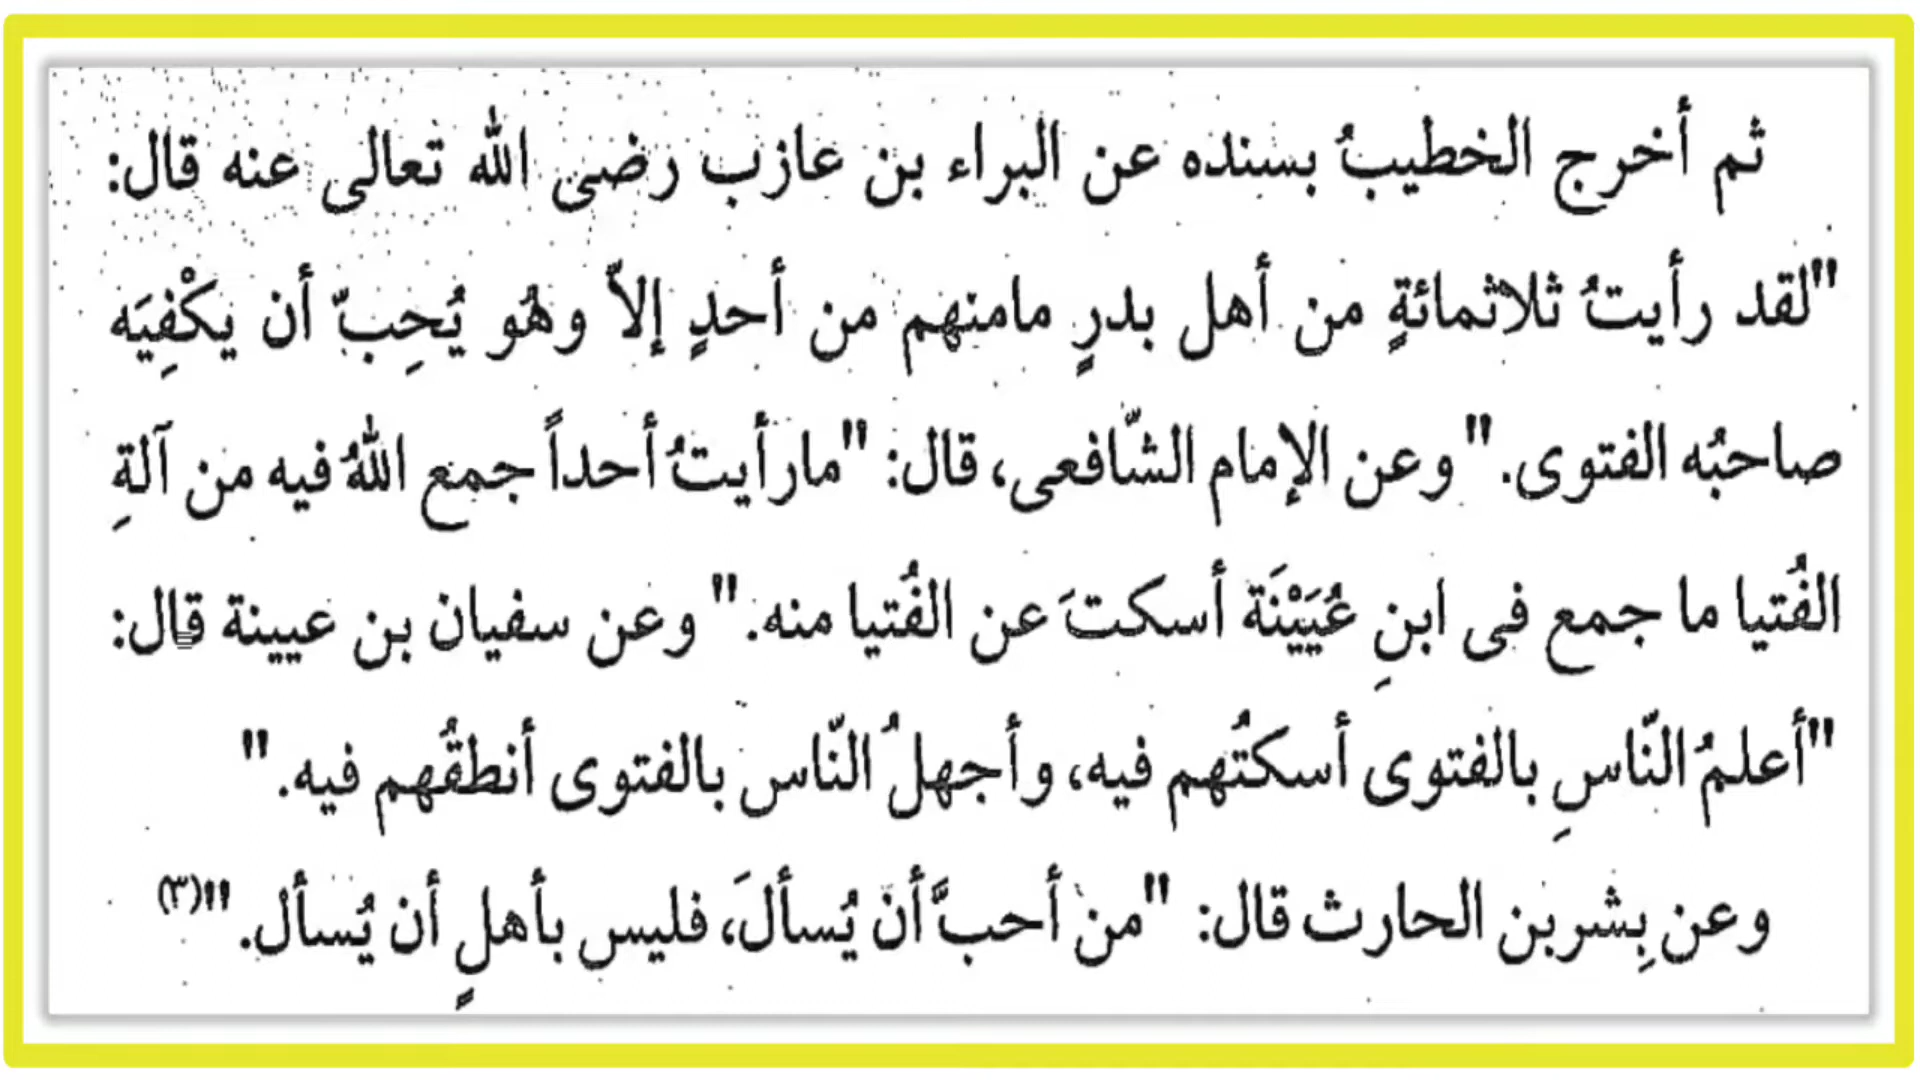 ثم أخرج الخطيبُ بسنده عن البراء بن عازب رضى الله تعالى عنه قال:
"لقد رأيتُ ثلاثمائةٍ من أهل بدرٍ مامنهم من أحدٍ إلاّ وهُو يُحِبّ أن يكْفِيَه
صاحبُه الفتوى." وعن الإمام الشّافعى، قال: "مارأيتُ أحداً جمع اللهُ فيه من آلةِ
الفُتيا ما جمع فى ابنِ عُيَيْنَة أسكتَ عن الفُتيا منه." وعن سفيان بن عيينة قال:
"أعلمُ النّاسِ بالفتوى أسكتُهم فيه، وأجهلُ النّاس بالفتوى أنطقُهم فيه."
وعن بِشربن الحارث قال: "من أحبَّ أن يُسألَ، فليس بأهلٍ أن يُسأل."(٣)